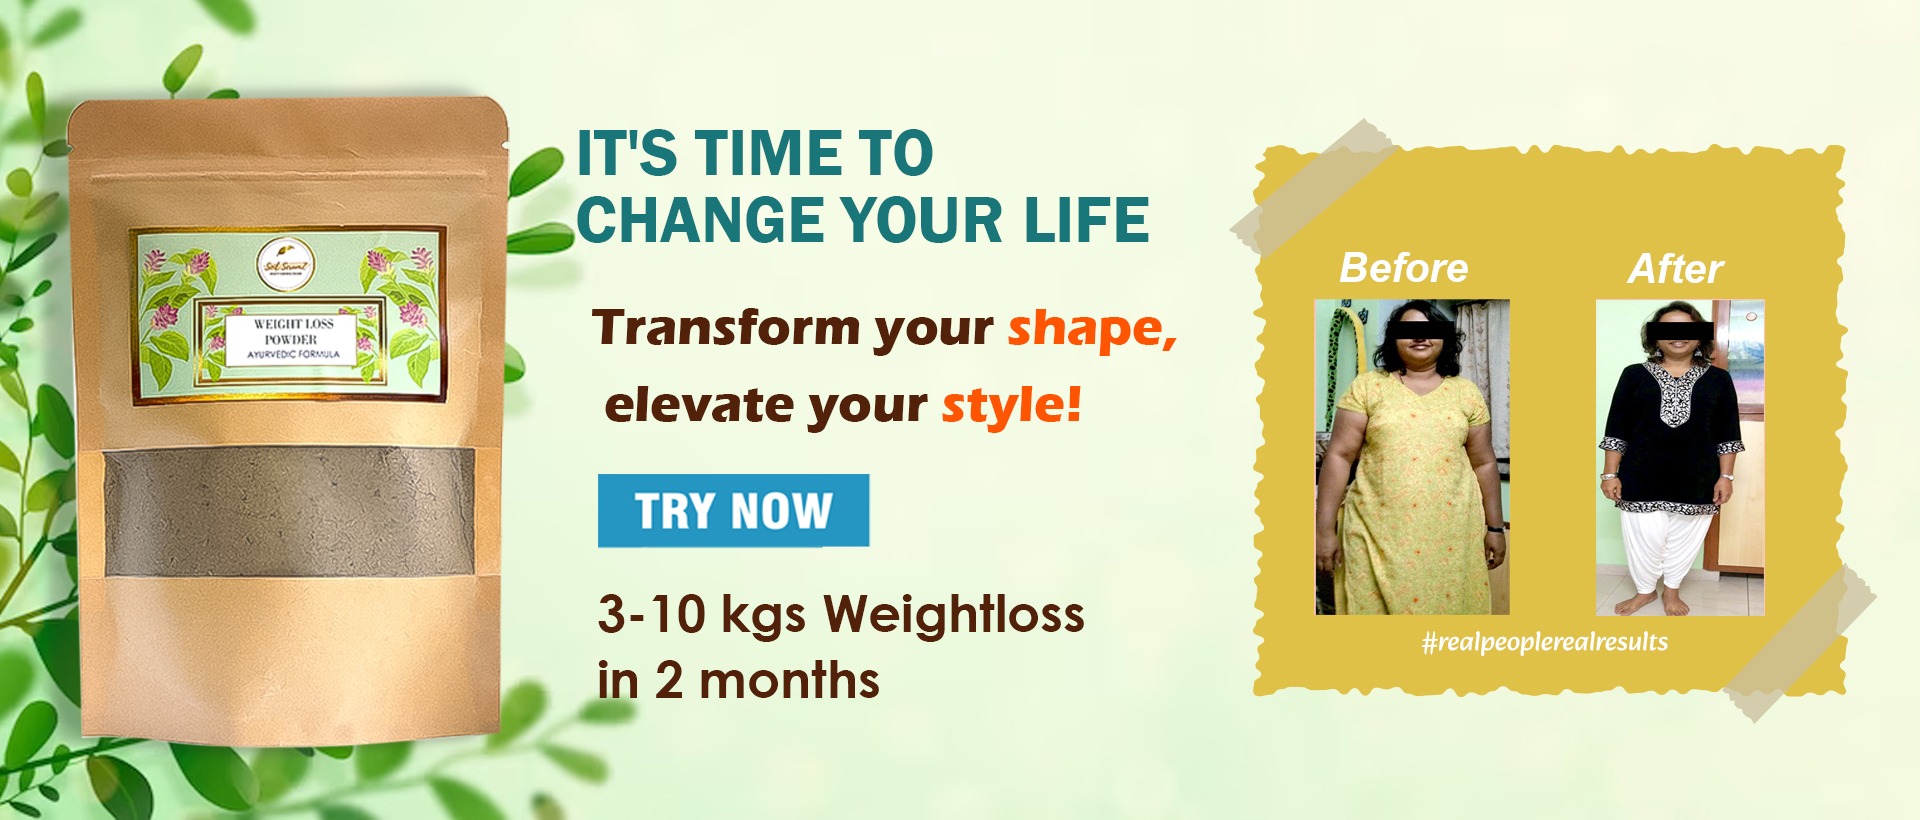 IT'S TIME TO
CHANGE YOUR LIFE
Transform your shape,
elevate your style!
TRY NOW
3-10 kgs Weightloss
in 2 months
WEIGHT LOSS
POWDER
AYURVEDIC FORMULA
Before
After
#realpeoplerealresults